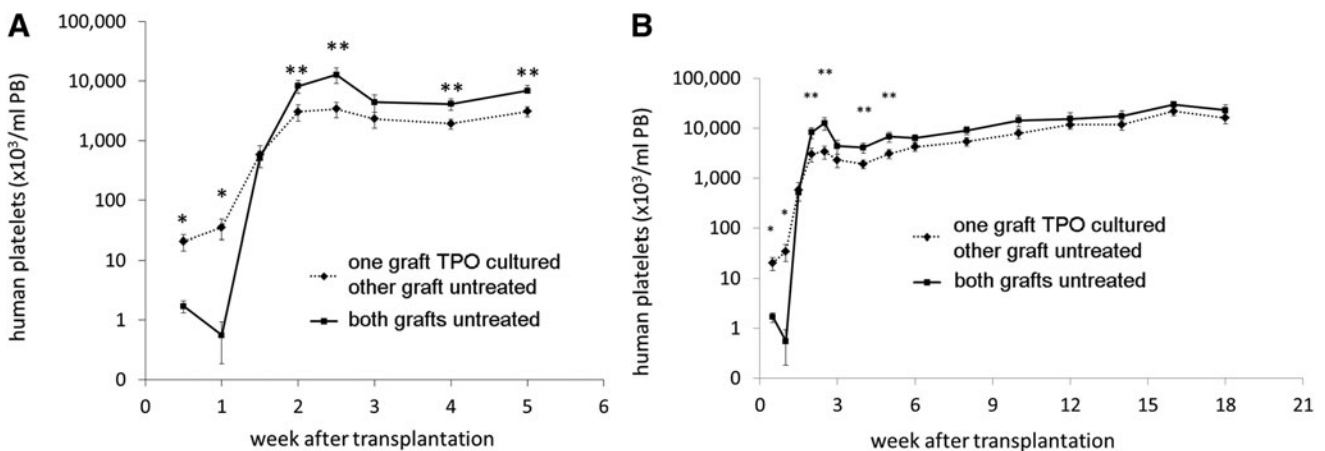 A
human platelets (x10³/ml PB)
100,000
10,000
1,000
100
10
1
0
* * ** ** ** **
one graft TPO cultured
other graft untreated
both grafts untreated
0 1 2 3 4 5 6
week after transplantation
B
human platelets (x10³/ml PB)
100,000
10,000
1,000
100
10
1
0
* * ** ** ** **
one graft TPO cultured
other graft untreated
both grafts untreated
0 3 6 9 12 15 18 21
week after transplantation